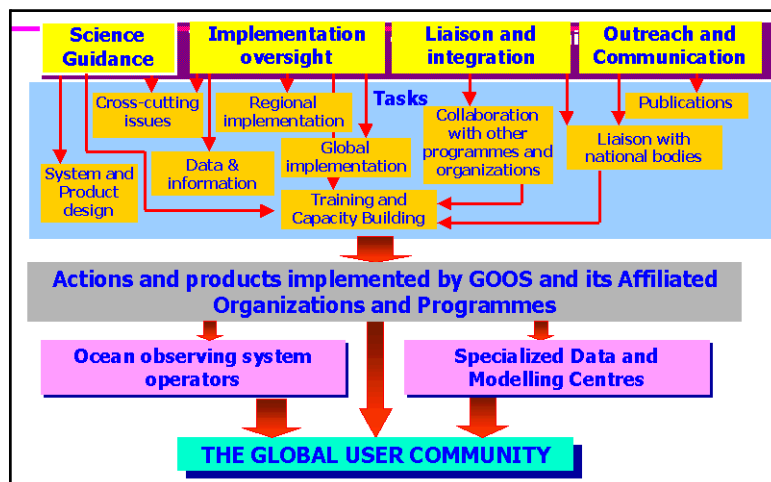 Science
Guidance
Implementation
oversight
Liaison and
integration
Outreach and
Communication
Tasks
Cross-cutting
issues
Regional
implementation
Publications
Collaboration
with other
programmes and
organizations
Liaison with
national bodies
Data &
information
Global
implementation
System and
Product
design
Training and
Capacity Building
Actions and products implemented by GOOS and its Affiliated
Organizations and Programmes
Ocean observing system
operators
Specialized Data and
Modelling Centres
THE GLOBAL USER COMMUNITY